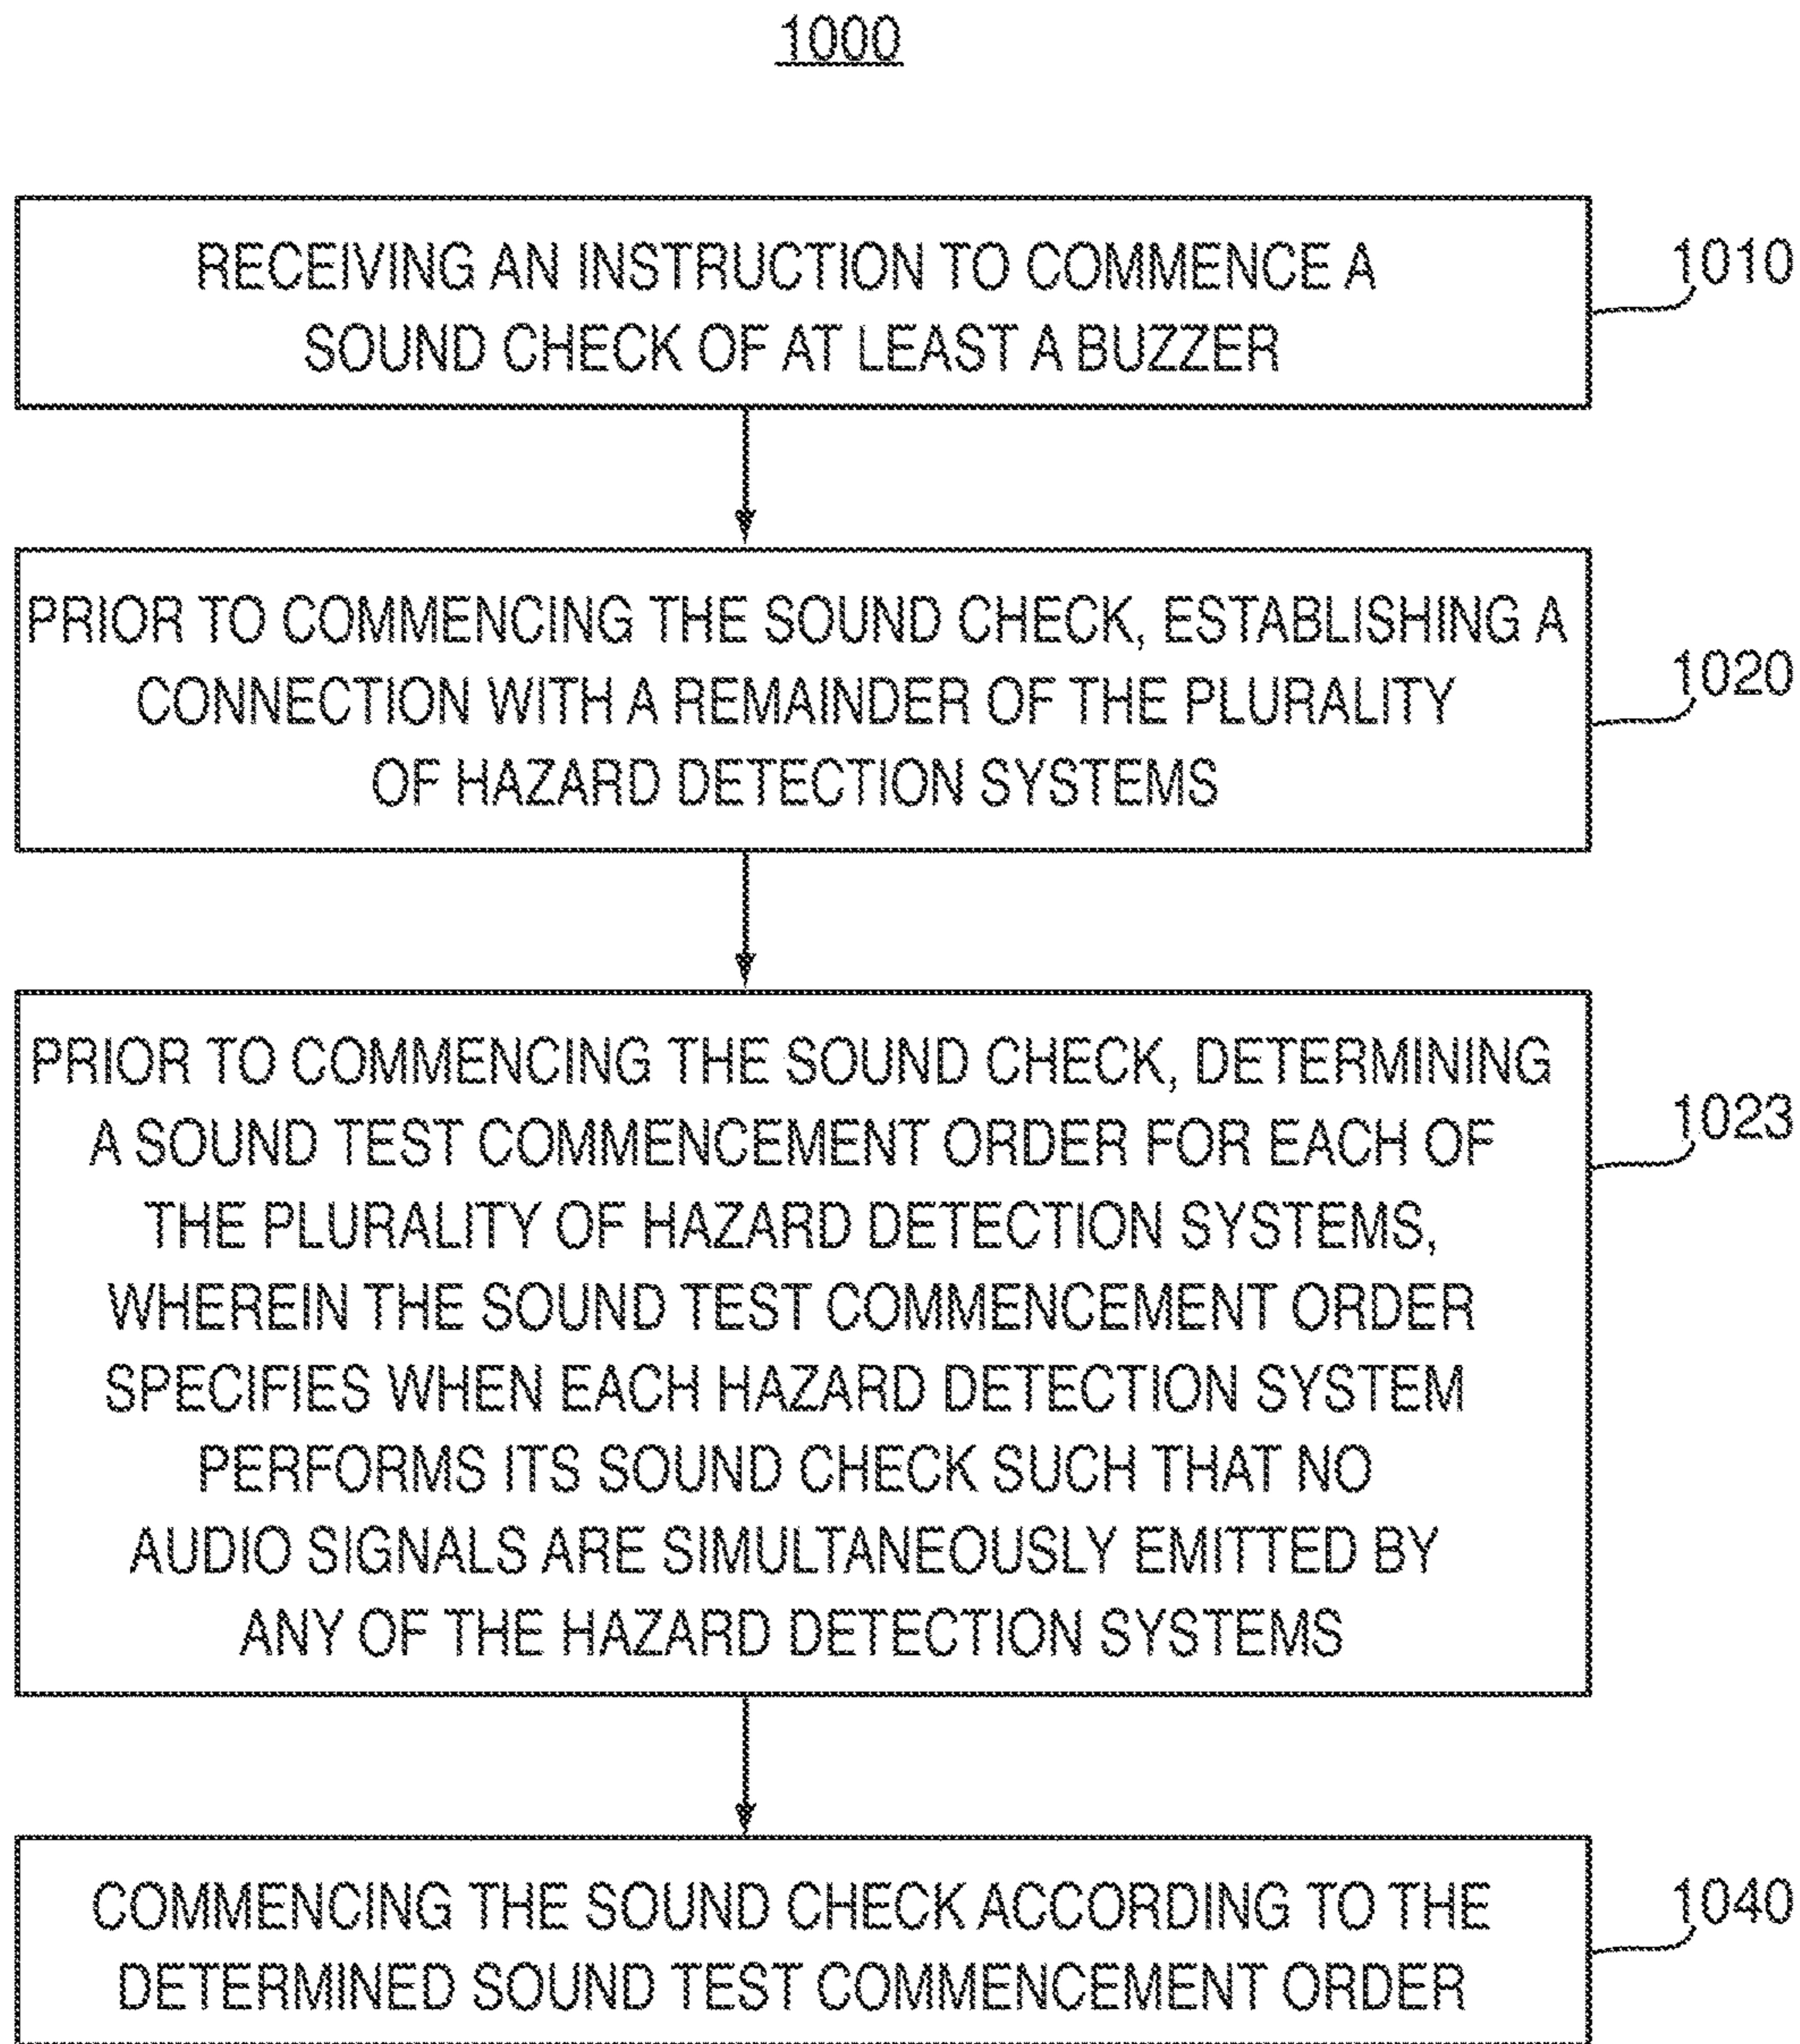 1000
RECEIVING AN INSTRUCTION TO COMMENCE A
SOUND CHECK OF AT LEAST A BUZZER
1010
PRIOR TO COMMENCING THE SOUND CHECK, ESTABLISHING A
CONNECTION WITH A REMAINDER OF THE PLURALITY
OF HAZARD DETECTION SYSTEMS
1020
PRIOR TO COMMENCING THE SOUND CHECK, DETERMINING
A SOUND TEST COMMENCEMENT ORDER FOR EACH OF
THE PLURALITY OF HAZARD DETECTION SYSTEMS,
WHEREIN THE SOUND TEST COMMENCEMENT ORDER
SPECIFIES WHEN EACH HAZARD DETECTION SYSTEM
PERFORMS ITS SOUND CHECK SUCH THAT NO
AUDIO SIGNALS ARE SIMULTANEOUSLY EMITTED BY
ANY OF THE HAZARD DETECTION SYSTEMS
1023
COMMENCING THE SOUND CHECK ACCORDING TO THE
DETERMINED SOUND TEST COMMENCEMENT ORDER
1040